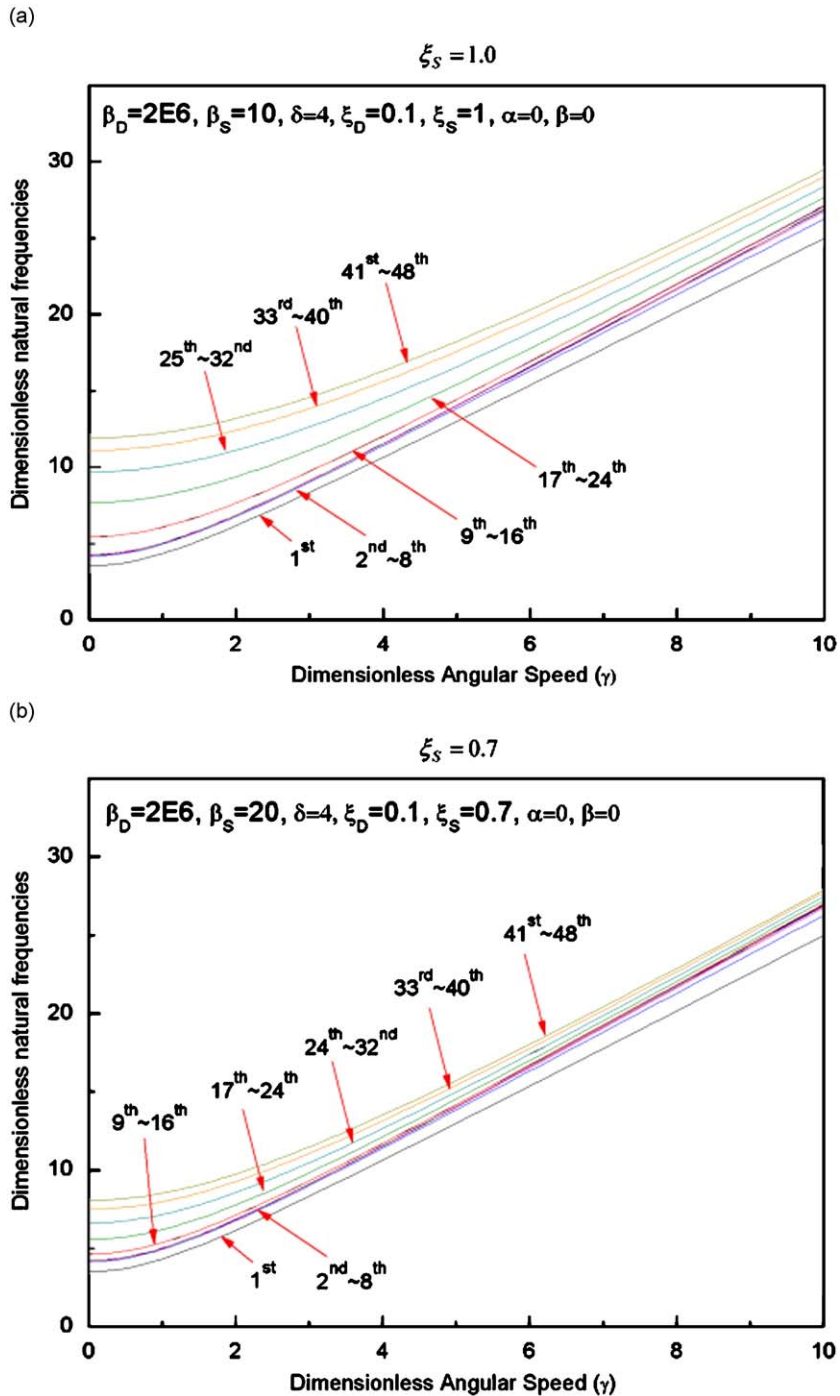 (a)
ξS = 1.0
βD=2E6, βS=10, δ=4, ξD=0.1, ξS=1, α=0, β=0
30
20
10
0
Dimensionless natural frequencies
41st~48th
33rd~40th
25th~32nd
17th~24th
9th~16th
2nd~8th
1st
0 2 4 6 8 10
Dimensionless Angular Speed (γ)
(b)
ξS = 0.7
βD=2E6, βS=20, δ=4, ξD=0.1, ξS=0.7, α=0, β=0
30
20
10
0
Dimensionless natural frequencies
41st~48th
33rd~40th
24th~32nd
17th~24th
9th~16th
1st
2nd~8th
0 2 4 6 8 10
Dimensionless Angular Speed (γ)